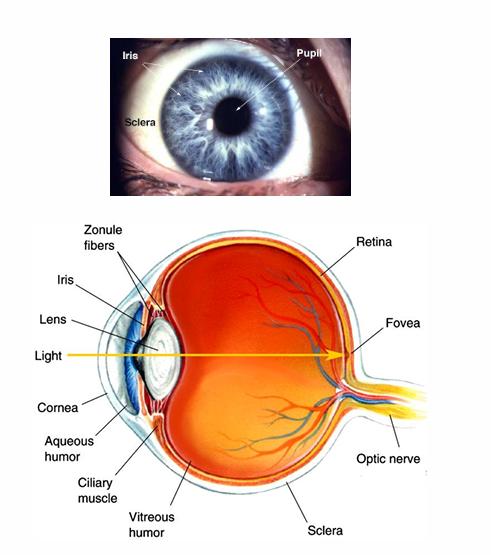 Iris
Pupil
Sclera
Zonule
fibers
Retina
Iris
Lens
Fovea
Light
Cornea
Aqueous
humor
Optic nerve
Ciliary
muscle
Vitreous
humor
Sclera